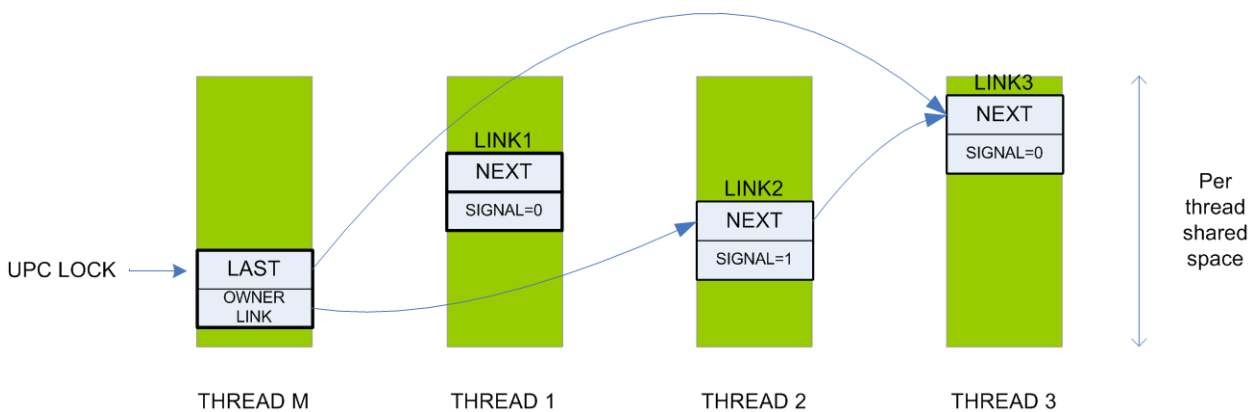 LINK3
NEXT
SIGNAL=0
LINK1
NEXT
SIGNAL=0
LINK2
NEXT
SIGNAL=1
Per
thread
shared
space
UPC LOCK
LAST
OWNER
LINK
THREAD M
THREAD 1
THREAD 2
THREAD 3